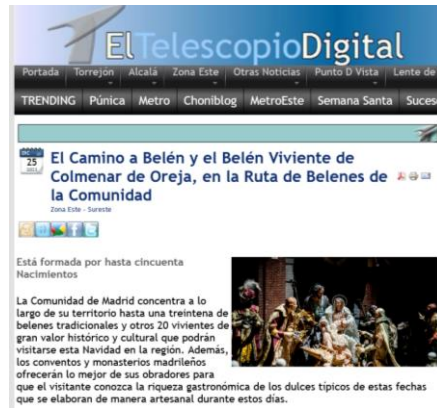 ElTelescopioDigital
Portada Torrejón Alcalá Zona Este Otras Noticias Punto D Vista Lente de
TRENDING Púnica Metro Choniblog MetroEste Semana Santa Suces
25
El Camino a Belén y el Belén Viviente de
Colmenar de Oreja, en la Ruta de Belenes de
la Comunidad
Zona Este - Sureste
Está formada por hasta cincuenta
Nacimientos
La Comunidad de Madrid concentra a lo
largo de su territorio hasta una treintena de
belenes tradicionales y otros 20 vivientes de
gran valor histórico y cultural que podrán
visitarse esta Navidad en la región. Además,
los conventos y monasterios madrileños
ofrecerán lo mejor de sus obradores para
que el visitante conozca la riqueza gastronómica de los dulces típicos de estas fechas
que se elaboran de manera artesanal durante estos días.